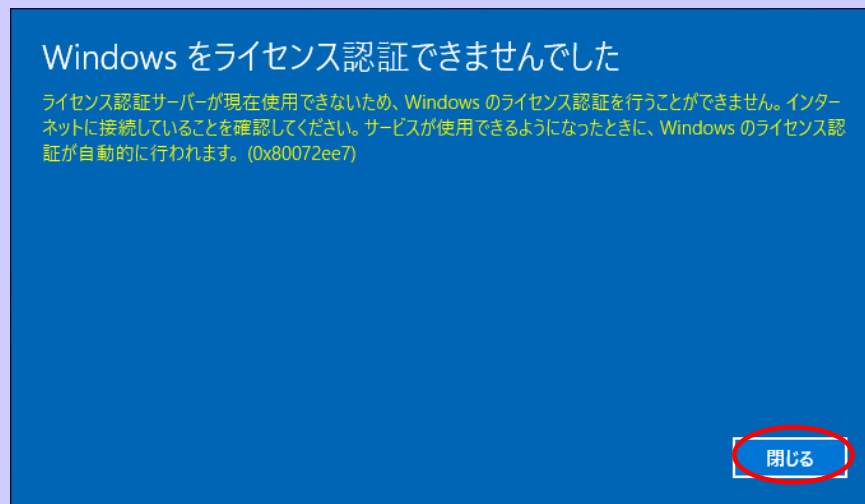 Windows をライセンス認証できませんでした
ライセンス認証サーバーが現在使用できないため、Windows のライセンス認証を行うことができません。インター
ネットに接続していることを確認してください。サービスが使用できるようになったときに、Windows のライセンス認
証が自動的に行われます。(0x80072ee7)
閉じる